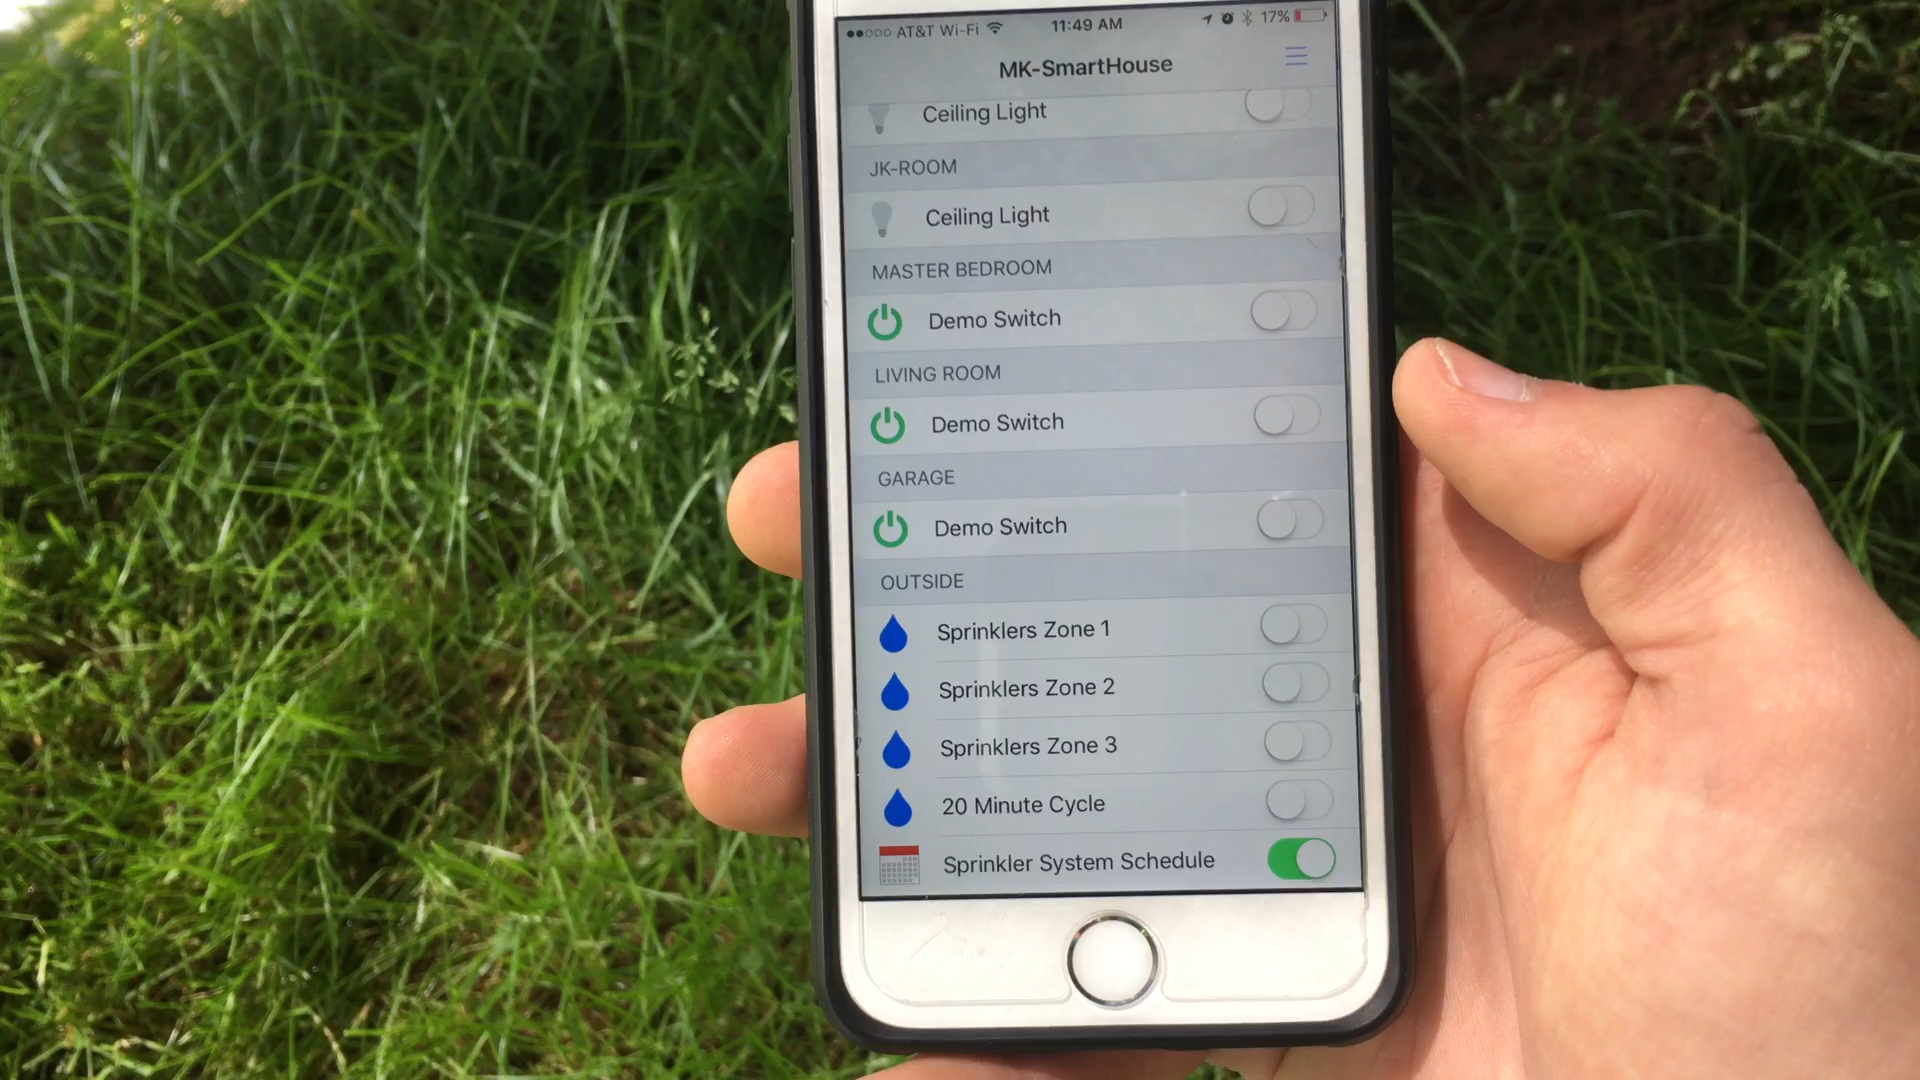 AT&T Wi-Fi 11:49 AM 17%
MK-SmartHouse
Ceiling Light
JK-ROOM
Ceiling Light
MASTER BEDROOM
Demo Switch
LIVING ROOM
Demo Switch
GARAGE
Demo Switch
OUTSIDE
Sprinklers Zone 1
Sprinklers Zone 2
Sprinklers Zone 3
20 Minute Cycle
Sprinkler System Schedule